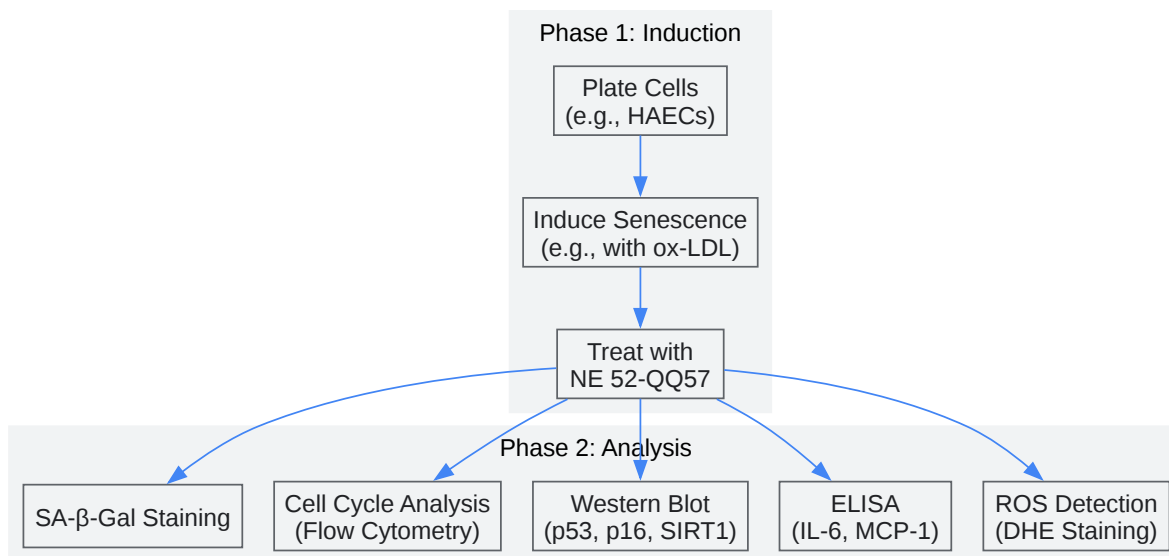 Phase 1: Induction
Plate Cells
(e.g., HAECs)
Induce Senescence
(e.g., with ox-LDL)
Treat with
NE 52-QQ57
Phase 2: Analysis
SA-β-Gal Staining
Cell Cycle Analysis
(Flow Cytometry)
Western Blot
(p53, p16, SIRT1)
ELISA
(IL-6, MCP-1)
ROS Detection
(DHE Staining)